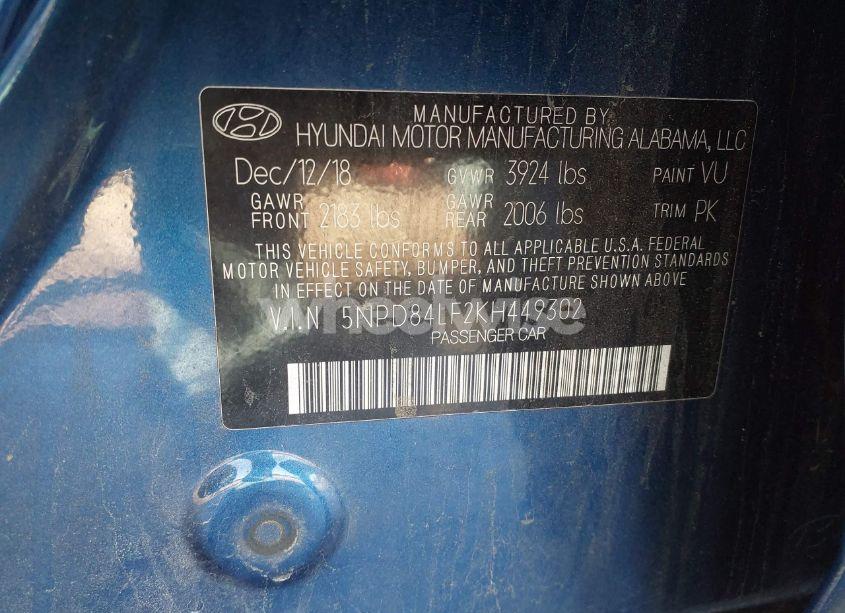 MANUFACTURED BY
HYUNDAI MOTOR MANUFACTURING ALABAMA, LLC
Dec/12/18 GVWR 3924 lbs PAINT VU
GAWR FRONT 2183 lbs GAWR REAR 2006 lbs TRIM PK
THIS VEHICLE CONFORMS TO ALL APPLICABLE U.S.A. FEDERAL
MOTOR VEHICLE SAFETY, BUMPER, AND THEFT PREVENTION STANDARDS
IN EFFECT ON THE DATE OF MANUFACTURE SHOWN ABOVE
V.I.N 5NPD84LF2KH449302
PASSENGER CAR